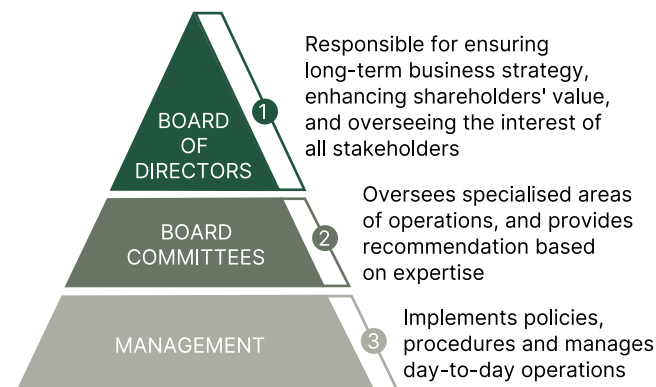 BOARD
OF
DIRECTORS
1
Responsible for ensuring
long-term business strategy,
enhancing shareholders' value,
and overseeing the interest of
all stakeholders
BOARD
COMMITTEES
2
Oversees specialised areas
of operations, and provides
recommendation based
on expertise
MANAGEMENT
3
Implements policies,
procedures and manages
day-to-day operations